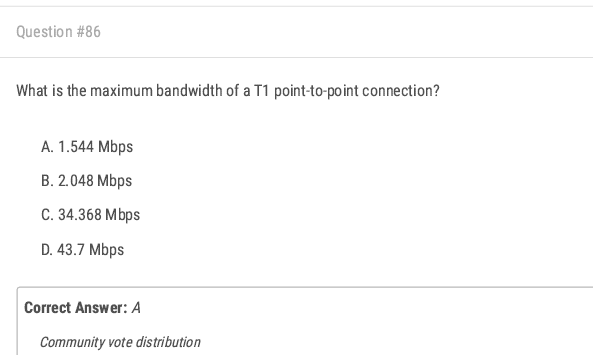 Question #86
What is the maximum bandwidth of a T1 point-to-point connection?
A. 1.544 Mbps
B. 2.048 Mbps
C. 34.368 Mbps
D. 43.7 Mbps
Correct Answer: A
Community vote distribution